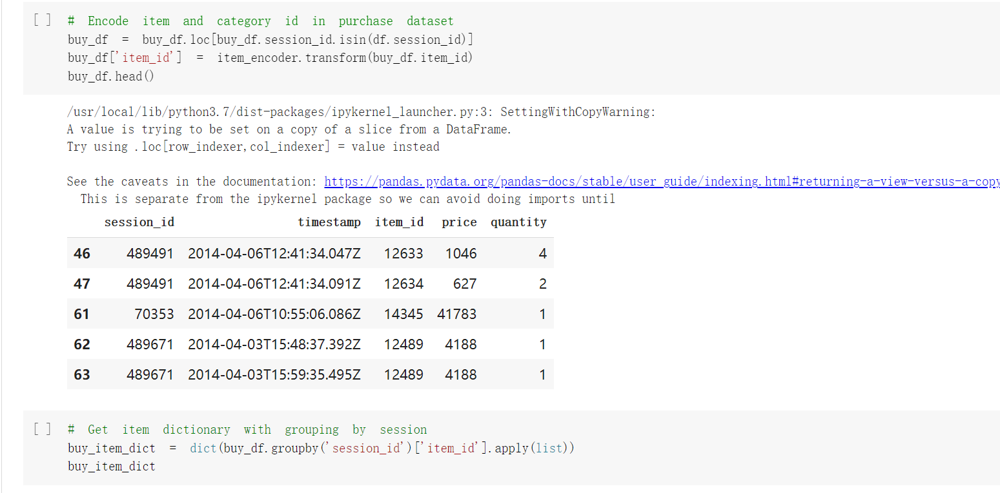 [ ] # Encode item and category id in purchase dataset
buy_df = buy_df.loc[buy_df.session_id.isin(df.session_id)]
buy_df['item_id'] = item_encoder.transform(buy_df.item_id)
buy_df.head()
/usr/local/lib/python3.7/dist-packages/ipykernel_launcher.py:3: SettingWithCopyWarning:
A value is trying to be set on a copy of a slice from a DataFrame.
Try using .loc[row_indexer,col_indexer] = value instead
See the caveats in the documentation: https://pandas.pydata.org/pandas-docs/stable/user_guide/indexing.html#returning-a-view-versus-a-copy
This is separate from the ipykernel package so we can avoid doing imports until
session_id timestamp item_id price quantity
46 489491 2014-04-06T12:41:34.047Z 12633 1046 4
47 489491 2014-04-06T12:41:34.091Z 12634 627 2
61 70353 2014-04-06T10:55:06.086Z 14345 41783 1
62 489671 2014-04-03T15:48:37.392Z 12489 4188 1
63 489671 2014-04-03T15:59:35.495Z 12489 4188 1
[ ] # Get item dictionary with grouping by session
buy_item_dict = dict(buy_df.groupby('session_id')['item_id'].apply(list))
buy_item_dict